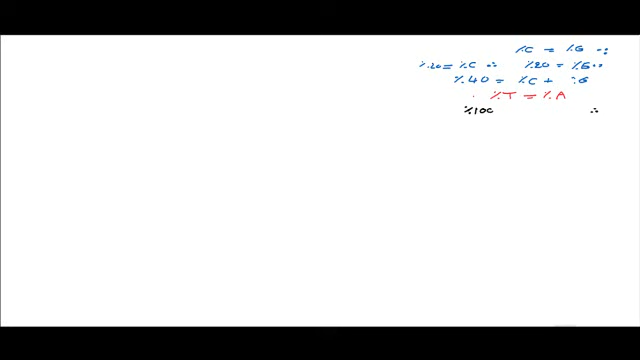 ∵ %G = %C
∵ %G = %20 ∴ %C = %20
%G + %C = %40
%A = %T
∴ %100